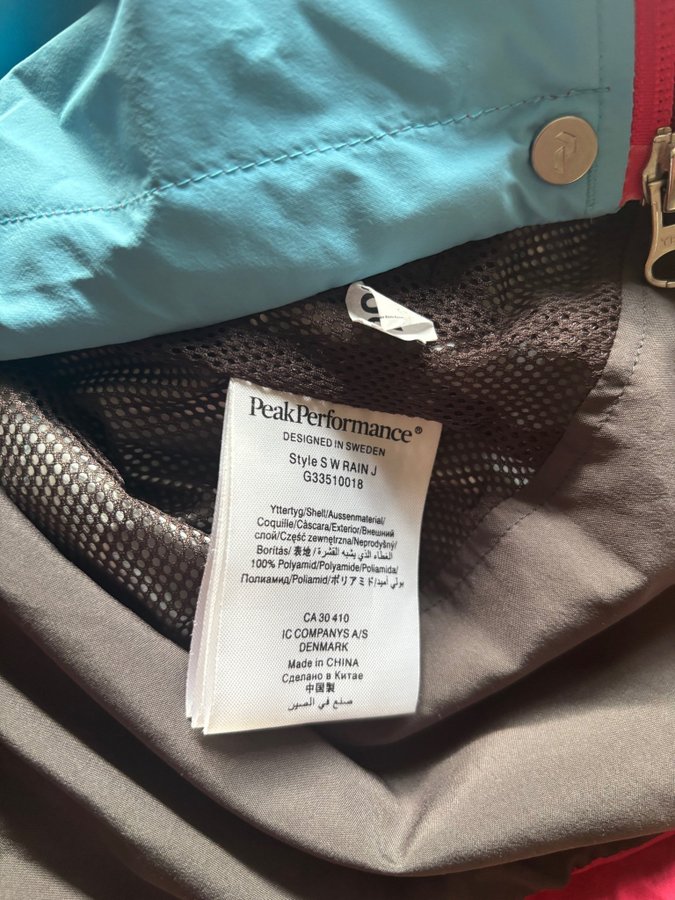 PeakPerformance®
DESIGNED IN SWEDEN
Style S W RAIN J
G33510018
Yttertyg/Shell/Aussenmaterial/
Coquille/Càscara/Exterior/Внешний
слой/Część zewnętrzna/Neprodyšný/
Borítás/ 表地 / الغطاء الذي يشبه القشرة/
100% Polyamid/Polyamide/Poliamida/
Полиамид/Poliamid/ポリアミド/بولي أميد
CA 30 410
IC COMPANYS A/S
DENMARK
Made in CHINA
Сделано в Китае
中国製
صنع في الصين